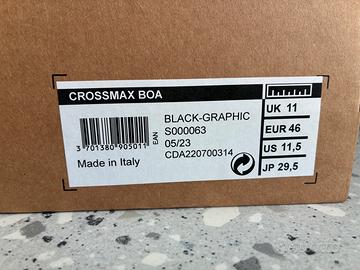 CROSSMAX BOA
BLACK-GRAPHIC
S000063
05/23
CDA220700314
EAN
3 701380 905011
Made in Italy
UK 11
EUR 46
US 11,5
JP 29,5